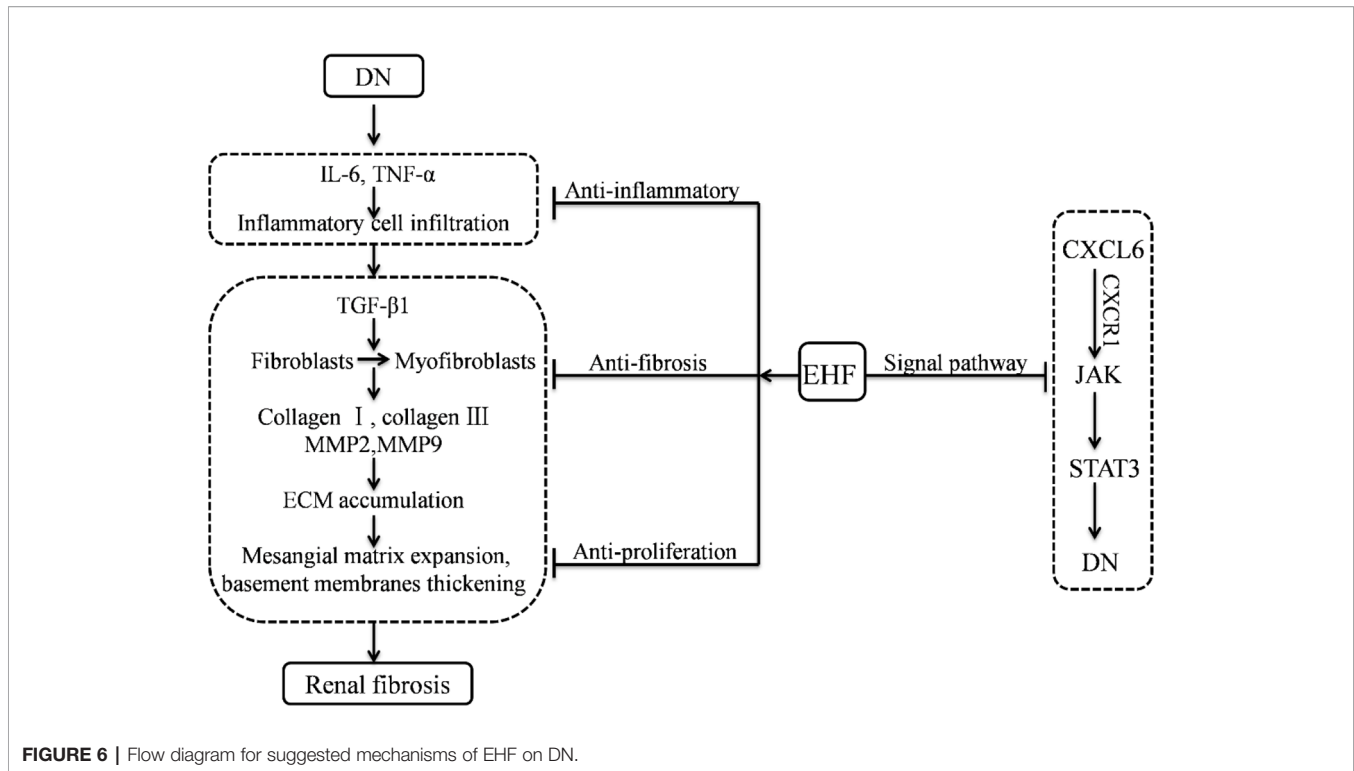 DN
IL-6, TNF-α
Inflammatory cell infiltration
TGF-β1
Fibroblasts
Myofibroblasts
Collagen Ⅰ, collagen Ⅲ
MMP2,MMP9
ECM accumulation
Mesangial matrix expansion,
basement membranes thickening
Renal fibrosis
Anti-inflammatory
Anti-fibrosis
Anti-proliferation
EHF
Signal pathway
CXCL6
CXCR1
JAK
STAT3
DN
FIGURE 6 | Flow diagram for suggested mechanisms of EHF on DN.